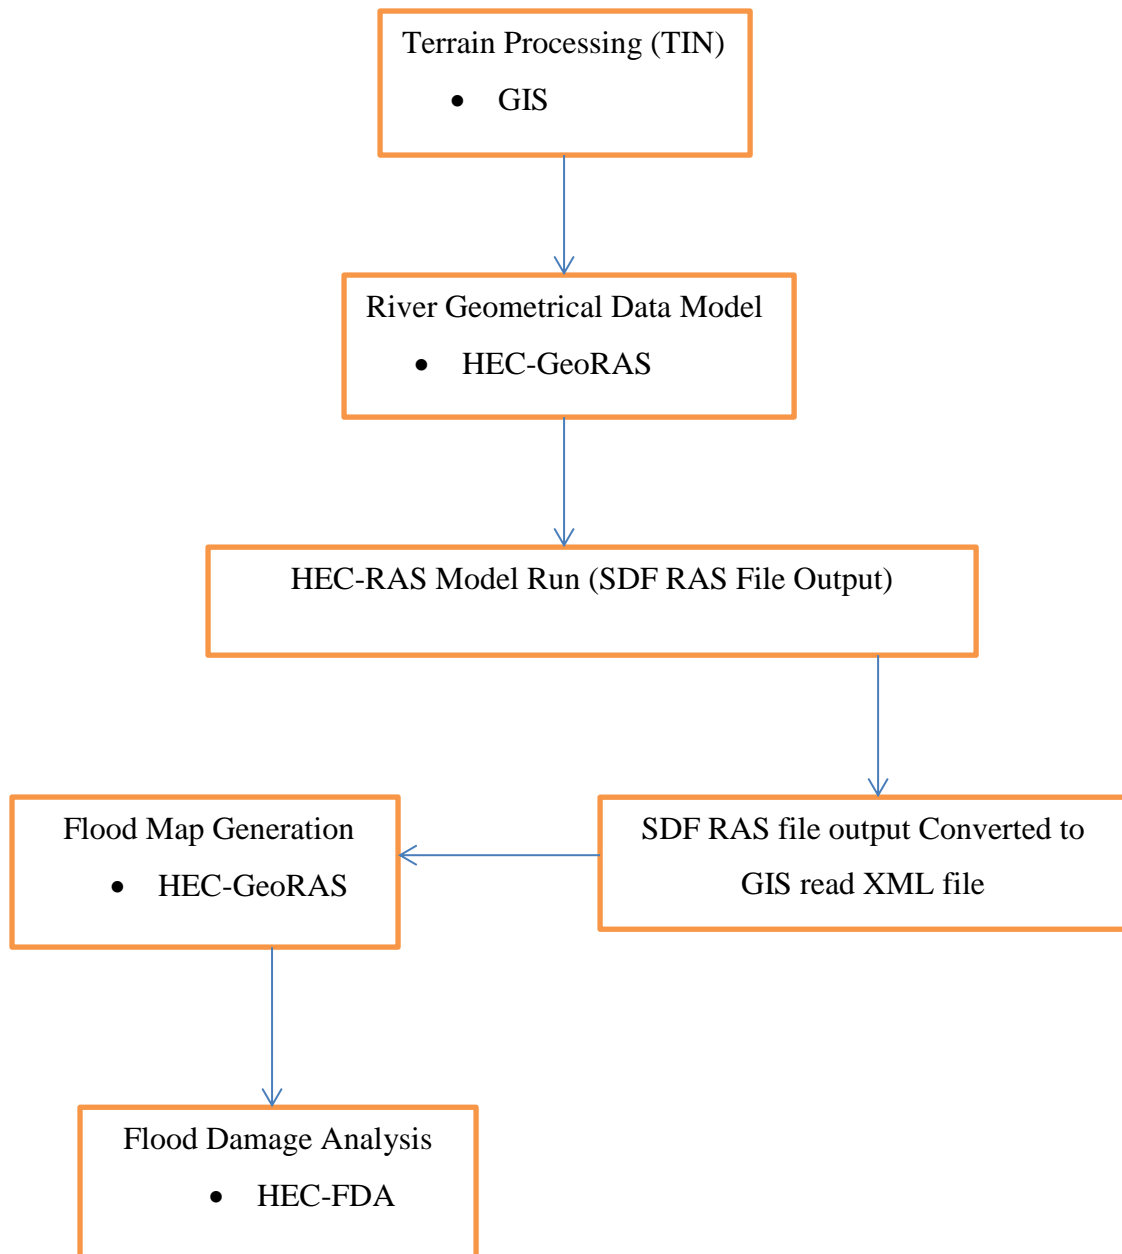 Terrain Processing (TIN)
• GIS
River Geometrical Data Model
• HEC-GeoRAS
HEC-RAS Model Run (SDF RAS File Output)
SDF RAS file output Converted to
GIS read XML file
Flood Map Generation
• HEC-GeoRAS
Flood Damage Analysis
• HEC-FDA